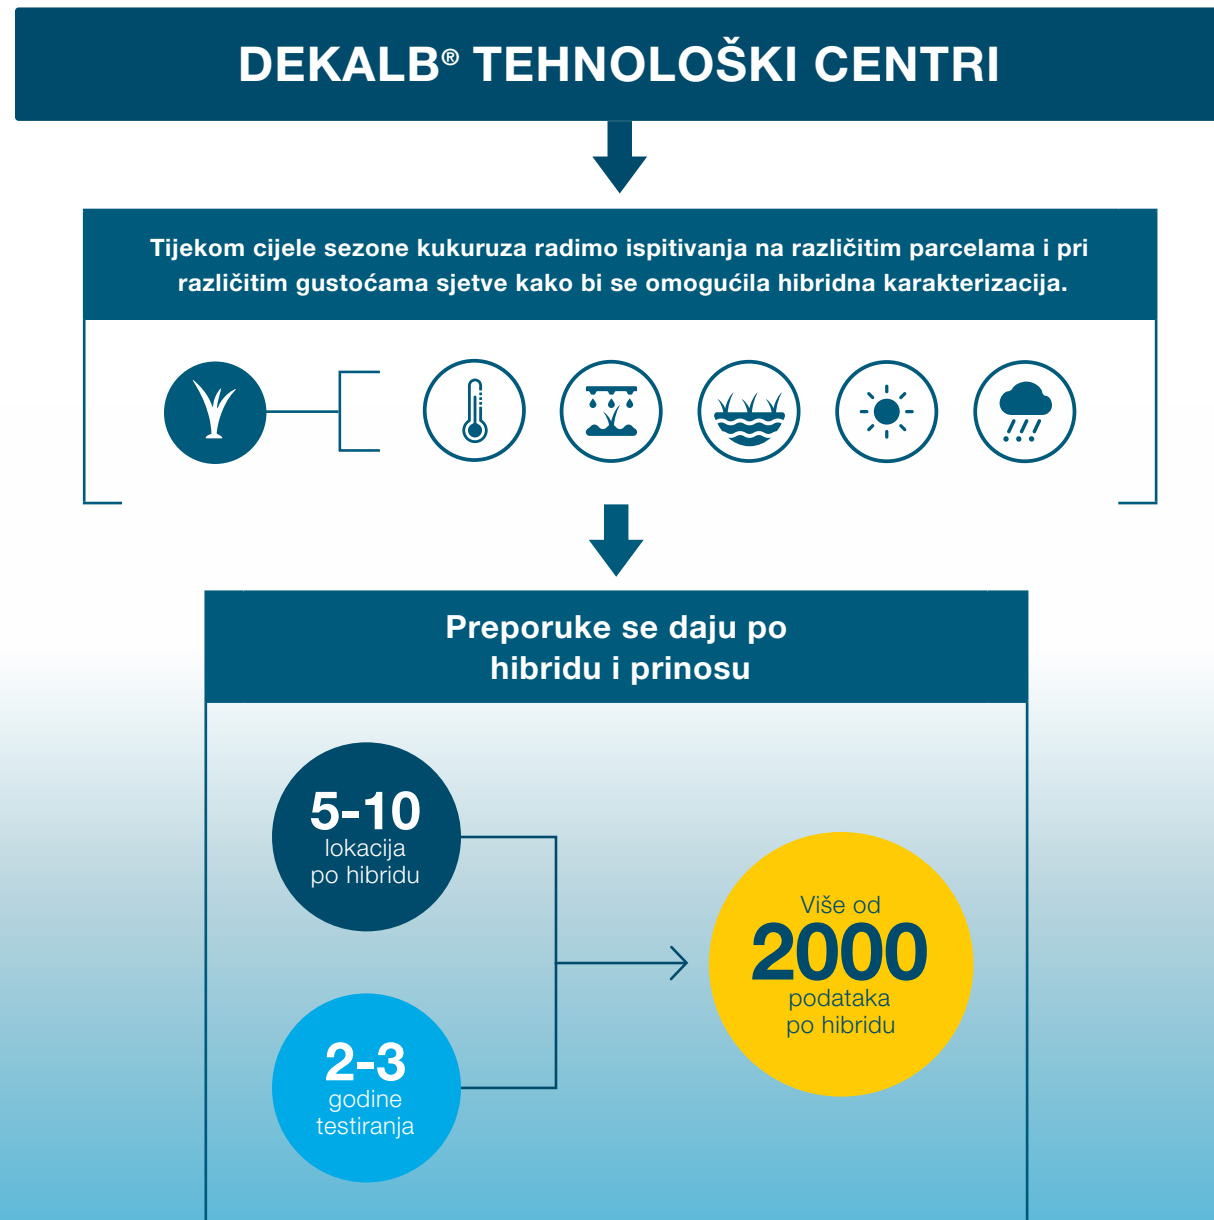 DEKALB® TEHNOLOŠKI CENTRI
Tijekom cijele sezone kukuruza radimo ispitivanja na različitim parcelama i pri
različitim gustoćama sjetve kako bi se omogućila hibridna karakterizacija.
Preporuke se daju po
hibridu i prinosu
5-10
lokacija
po hibridu
2-3
godine
testiranja
Više od
2000
podataka
po hibridu